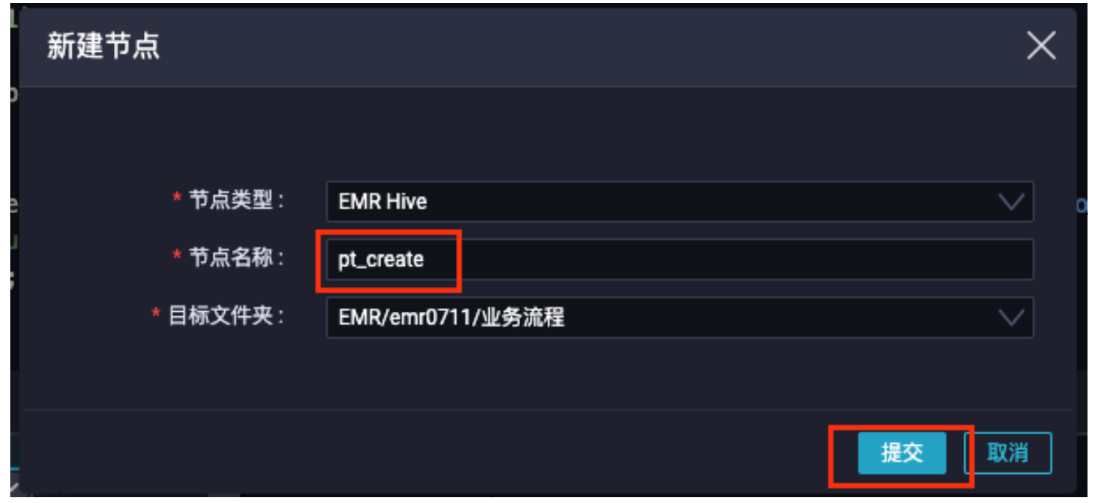 新建节点
* 节点类型： EMR Hive
* 节点名称： pt_create
* 目标文件夹： EMR/emr0711/业务流程
提交 取消